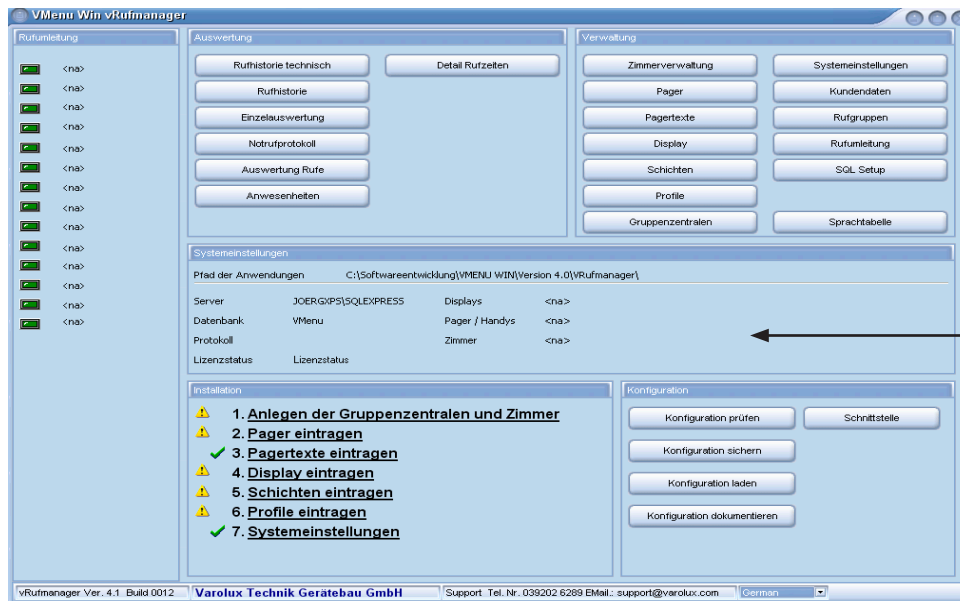 VMenu Win vRufmanager
Rufumleitung
<na>
<na>
<na>
<na>
<na>
<na>
<na>
<na>
<na>
<na>
<na>
<na>
<na>
<na>
Auswertung
Rufhistorie technisch
Detail Rufzeiten
Rufhistorie
Einzelauswertung
Notrufprotokoll
Auswertung Rufe
Anwesenheiten
Verwaltung
Zimmerverwaltung
Systemeinstellungen
Pager
Kundendaten
Pagertexte
Rufgruppen
Display
Rufumleitung
Schichten
SQL Setup
Profile
Gruppenzentralen
Sprachtabelle
Systemeinstellungen
Pfad der Anwendungen C:\Softwareentwicklung\VMENU WIN\Version 4.0\VRufmanager\
Server JOERGXPS\SQLEXPRESS Displays <na>
Datenbank VMenu Pager / Handys <na>
Protokoll Zimmer <na>
Lizenzstatus Lizenzstatus
Installation
1. Anlegen der Gruppenzentralen und Zimmer
2. Pager eintragen
3. Pagertexte eintragen
4. Display eintragen
5. Schichten eintragen
6. Profile eintragen
7. Systemeinstellungen
Konfiguration
Konfiguration prüfen
Schnittstelle
Konfiguration sichern
Konfiguration laden
Konfiguration dokumentieren
vRufmanager Ver. 4.1 Build 0012 Varolux Technik Gerätebau GmbH Support Tel. Nr. 039202 6289 EMail.: support@varolux.com German